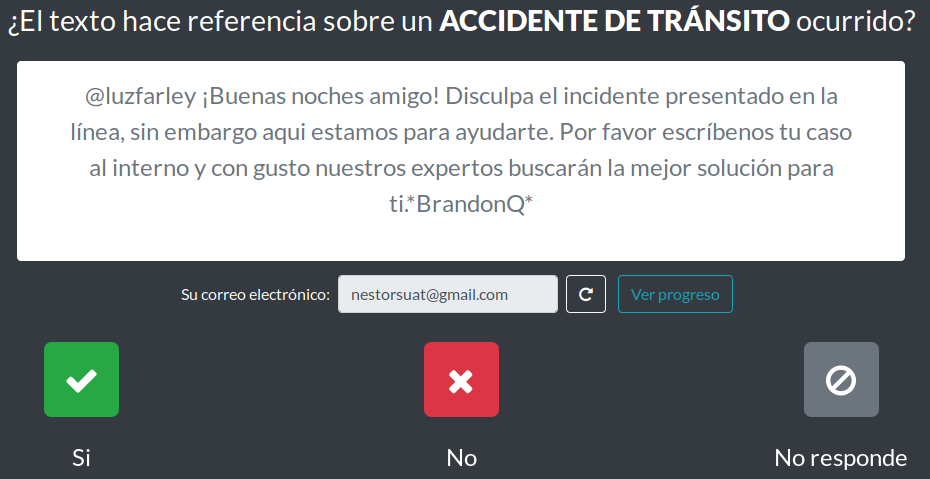 ¿El texto hace referencia sobre un ACCIDENTE DE TRÁNSITO ocurrido?
@luzfarley ¡Buenas noches amigo! Disculpa el incidente presentado en la
línea, sin embargo aqui estamos para ayudarte. Por favor escríbenos tu caso
al interno y con gusto nuestros expertos buscarán la mejor solución para
ti.*BrandonQ*
Su correo electrónico: nestorsuat@gmail.com Ver progreso
Si No No responde